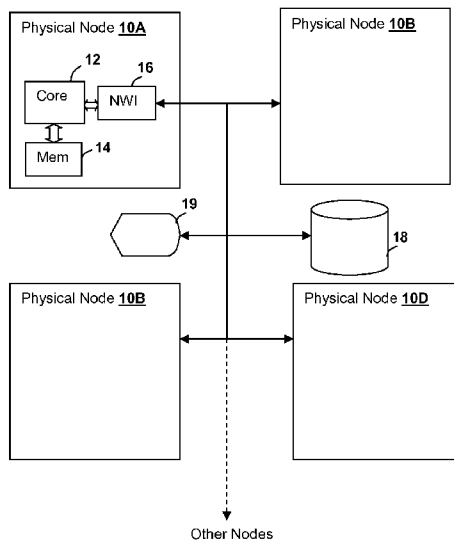 Physical Node 10A
Physical Node 10B
12
16
Core
NWI
Mem
14
19
18
Physical Node 10B
Physical Node 10D
Other Nodes